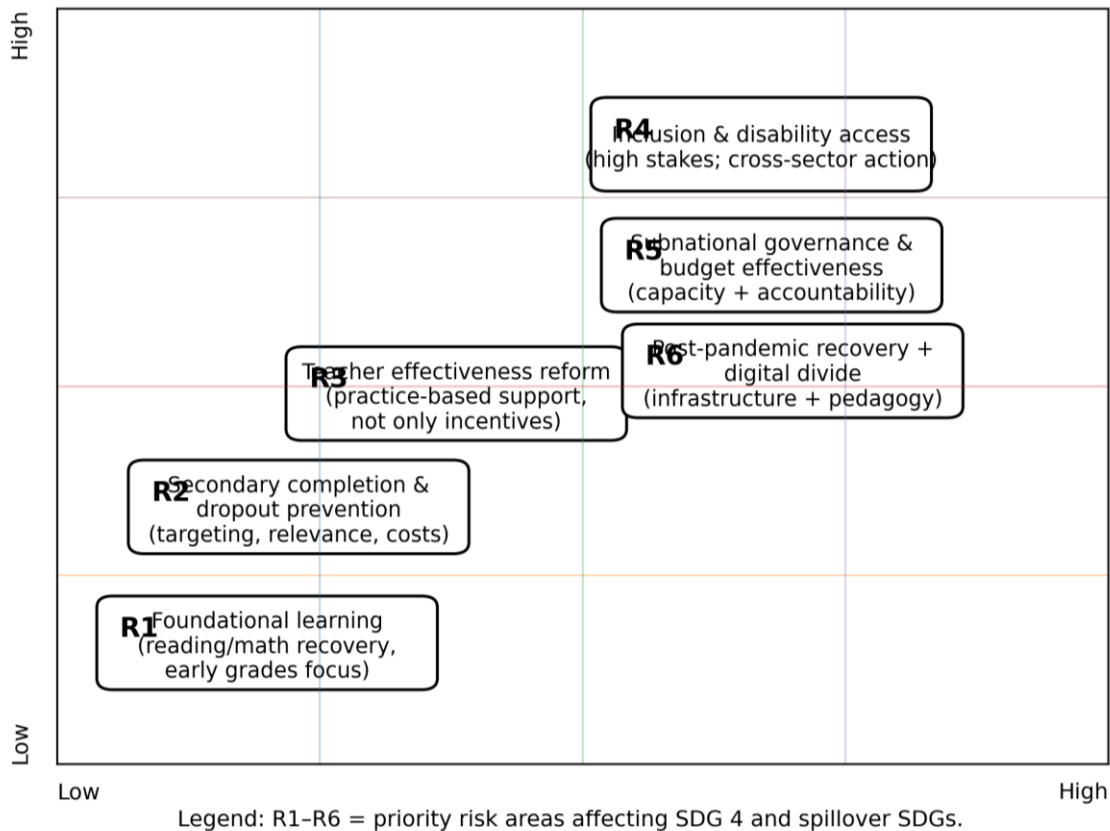 High
R4
Inclusion & disability access
(high stakes; cross-sector action)
R5
Subnational governance &
budget effectiveness
(capacity + accountability)
R6
Post-pandemic recovery +
digital divide
(infrastructure + pedagogy)
R3
Teacher effectiveness reform
(practice-based support,
not only incentives)
R2
Secondary completion &
dropout prevention
(targeting, relevance, costs)
R1
Foundational learning
(reading/math recovery,
early grades focus)
Low
Low
High
Legend: R1–R6 = priority risk areas affecting SDG 4 and spillover SDGs.